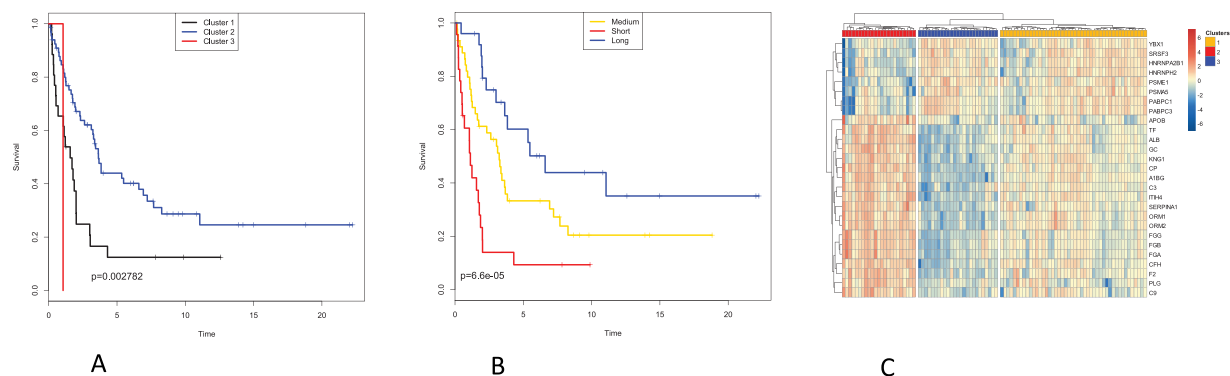 Cluster 1
Cluster 2
Cluster 3
Survival
1.0
0.8
0.6
0.4
0.2
0.0
p=0.002782
0
5
10
15
20
Time
A
Medium
Short
Long
Survival
1.0
0.8
0.6
0.4
0.2
0.0
p=6.6e-05
0
5
10
15
20
Time
B
YBX1
SRSF3
HNRNPA2B1
HNRNPH2
PSME1
PSMA5
PABPC1
PABPC3
APOB
TF
ALB
GC
KNG1
CP
A1BG
C3
ITIH4
SERPINA1
ORM1
ORM2
FGG
FGB
FGA
CFH
F2
PLG
C9
6
4
2
0
-2
-4
-6
Clusters
1
2
3
C